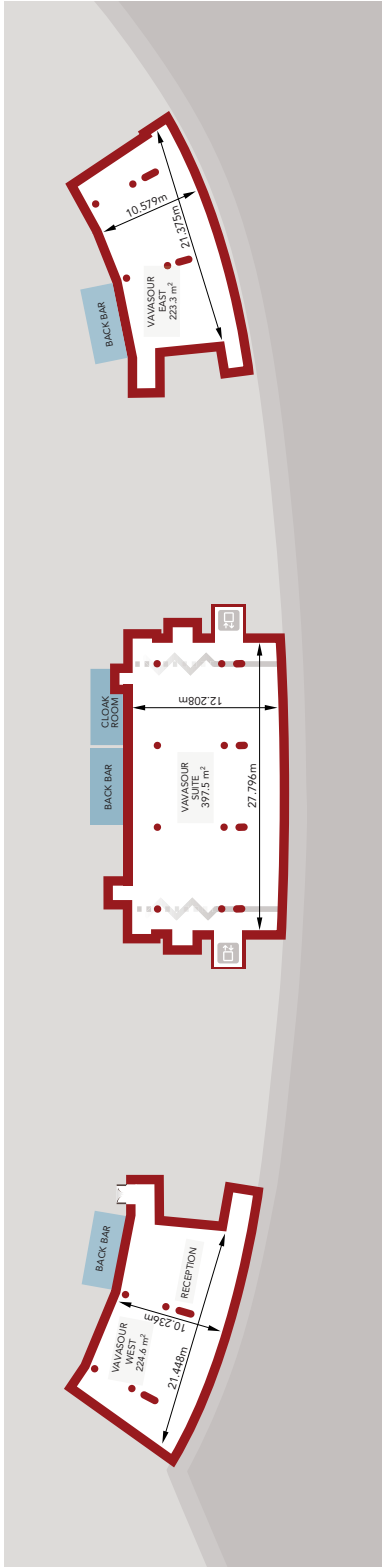 BACK BAR
VAVASOUR
EAST
223.3 m²
10.579m
21.375m
CLOAK
ROOM
BACK BAR
VAVASOUR
SUITE
397.5 m²
12.208m
27.796m
BACK BAR
VAVASOUR
WEST
224.6 m²
RECEPTION
10.236m
21.448m